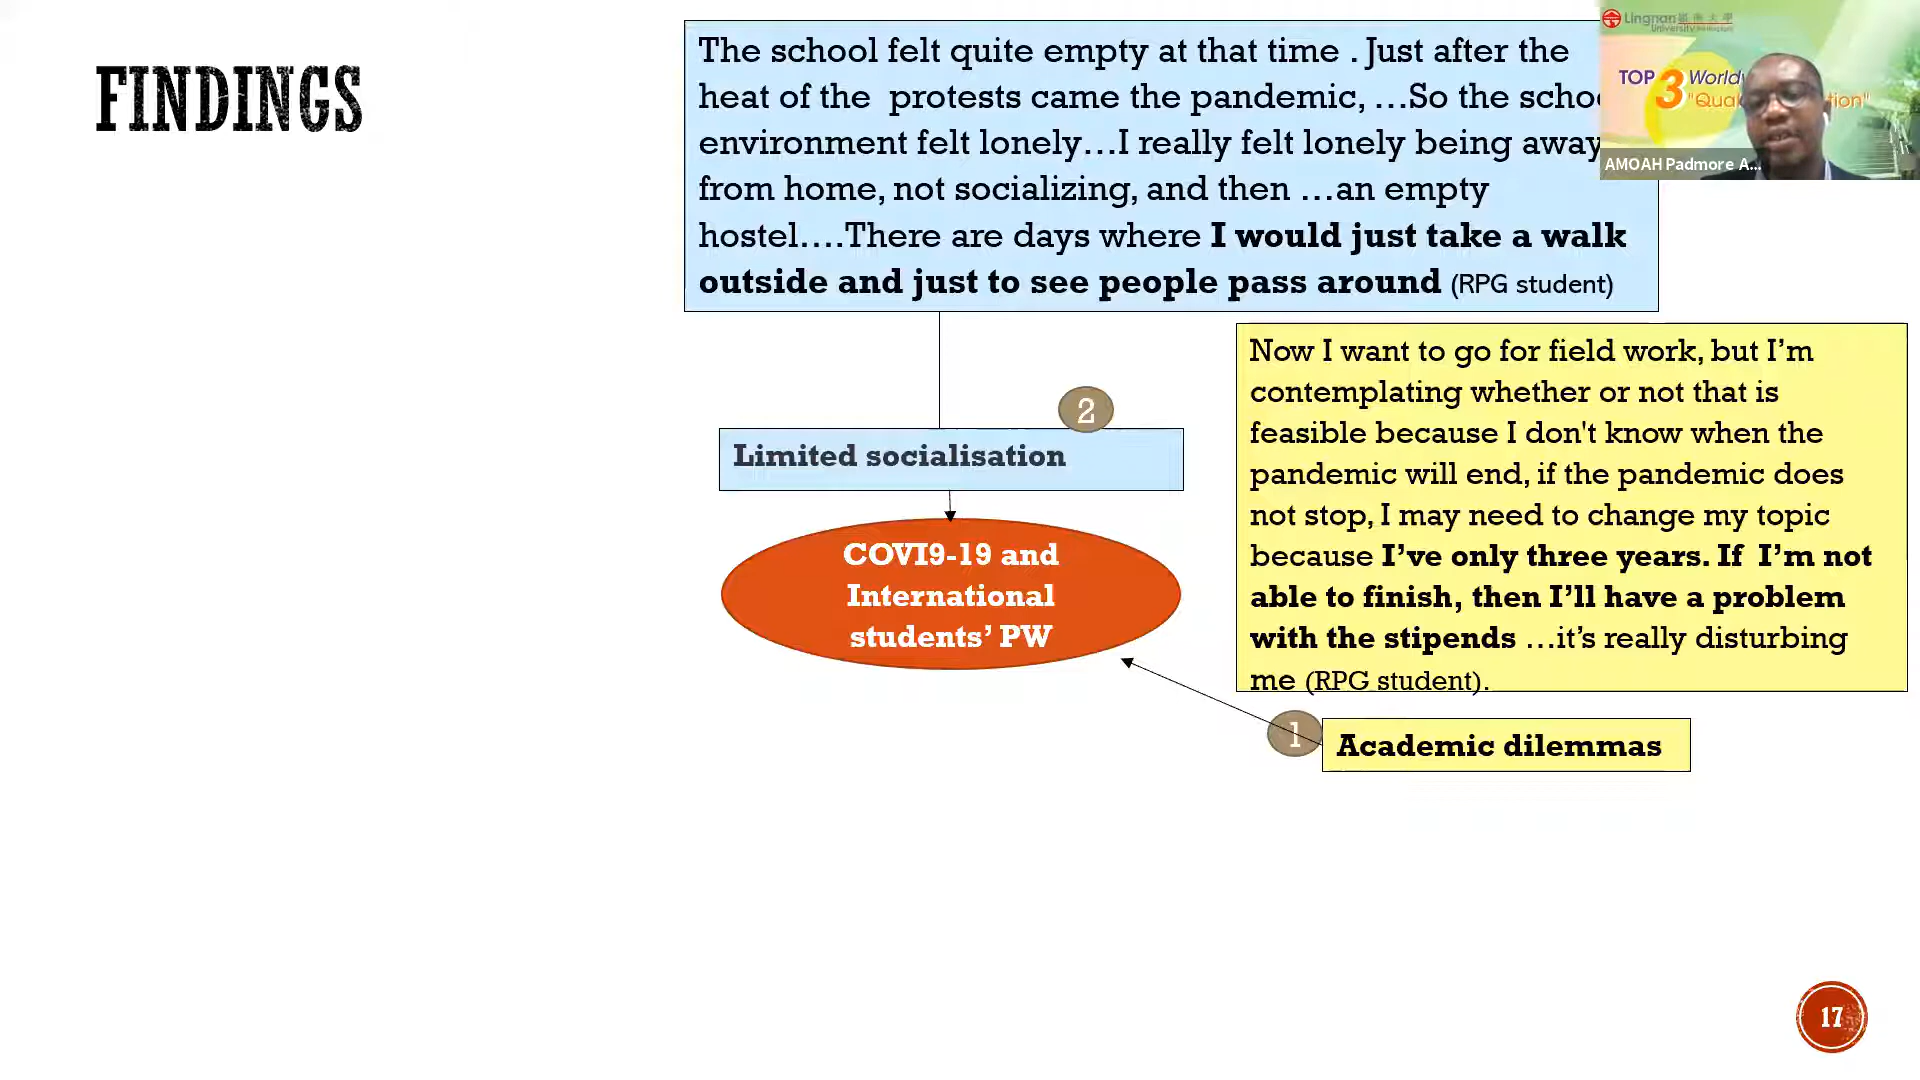 FINDINGS
The school felt quite empty at that time . Just after the
heat of the protests came the pandemic, ...So the
environment felt lonely...I really felt lonely being away
from home, not socializing, and then ...an empty
hostel....There are days where I would just take a walk
outside and just to see people pass around (RPG student)
Lingnan 嶺南大學
University
TOP 3
AMOAH Padmore A...
Now I want to go for field work, but I’m
contemplating whether or not that is
feasible because I don't know when the
pandemic will end, if the pandemic does
not stop, I may need to change my topic
because I’ve only three years. If I’m not
able to finish, then I’ll have a problem
with the stipends ...it’s really disturbing
me (RPG student).
2
Limited socialisation
COVI9-19 and
International
students’ PW
1
Academic dilemmas
17